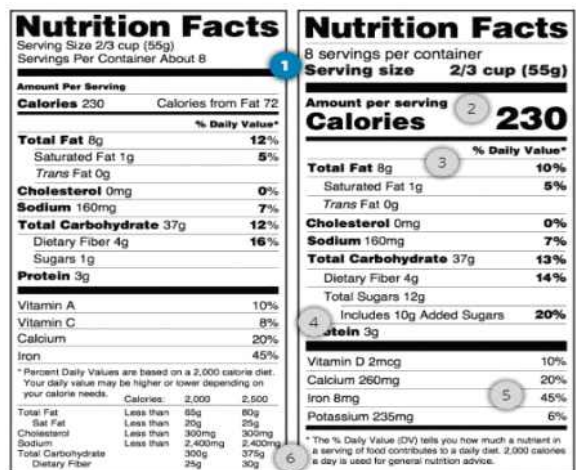 Nutrition Facts
Serving Size 2/3 cup (55g)
Servings Per Container About 8
Amount Per Serving
Calories 230 Calories from Fat 72
% Daily Value*
Total Fat 8g 12%
Saturated Fat 1g 5%
Trans Fat 0g
Cholesterol 0mg 0%
Sodium 160mg 7%
Total Carbohydrate 37g 12%
Dietary Fiber 4g 16%
Sugars 1g
Protein 3g
Vitamin A 10%
Vitamin C 8%
Calcium 20%
Iron 45%
* Percent Daily Values are based on a 2,000 calorie diet.
Your daily value may be higher or lower depending on
your calorie needs.
Calories: 2,000 2,500
Total Fat Less than 65g 80g
Sat Fat Less than 20g 25g
Cholesterol Less than 300mg 300mg
Sodium Less than 2,400mg 2,400mg
Total Carbohydrate 300g 375g
Dietary Fiber 25g 30g
1
Nutrition Facts
8 servings per container
Serving size 2/3 cup (55g)
Amount per serving
2
Calories 230
% Daily Value*
3
Total Fat 8g 10%
Saturated Fat 1g 5%
Trans Fat 0g
Cholesterol 0mg 0%
Sodium 160mg 7%
Total Carbohydrate 37g 13%
Dietary Fiber 4g 14%
Total Sugars 12g
4
Includes 10g Added Sugars 20%
otein 3g
Vitamin D 2mcg 10%
Calcium 260mg 20%
5
Iron 8mg 45%
Potassium 235mg 6%
6
* The % Daily Value (DV) tells you how much a nutrient in
a serving of food contributes to a daily diet. 2,000 calories
a day is used for general nutrition advice.